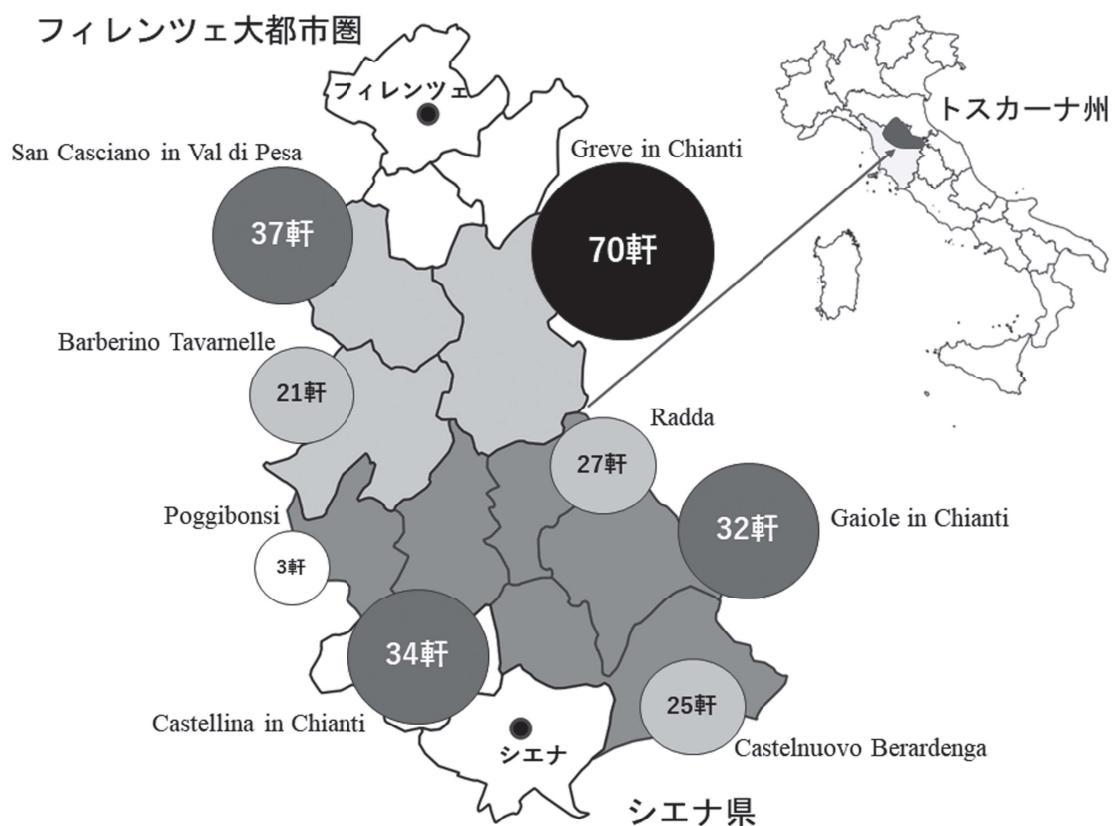 フィレンツェ大都市圏
フィレンツェ
トスカーナ州
San Casciano in Val di Pesa
Greve in Chianti
37軒
70軒
Barberino Tavarnelle
21軒
Radda
27軒
Poggibonsi
Gaiole in Chianti
32軒
3軒
34軒
25軒
Castellina in Chianti
シエナ
Castelnuovo Berardenga
シエナ県